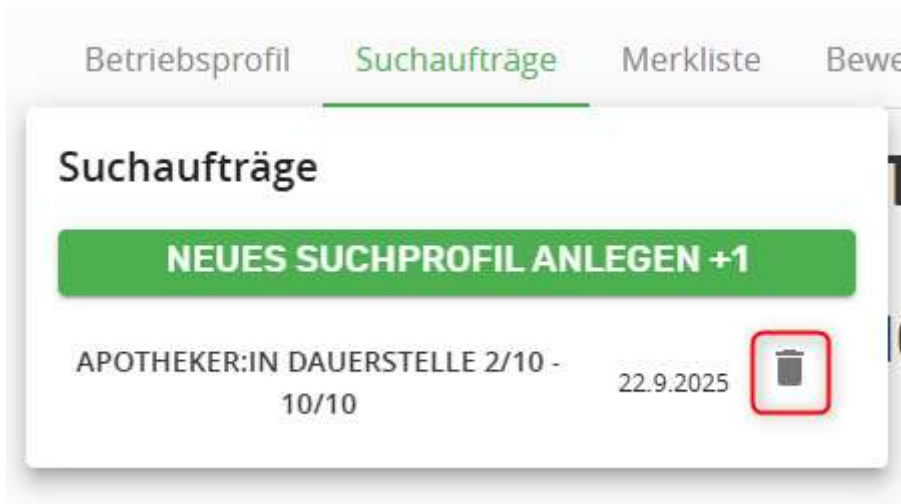 Betriebsprofil Suchaufträge Merkliste
Suchaufträge
NEUES SUCHPROFIL ANLEGEN +1
APOTHEKER:IN DAUERSTELLE 2/10 -
10/10
22.9.2025